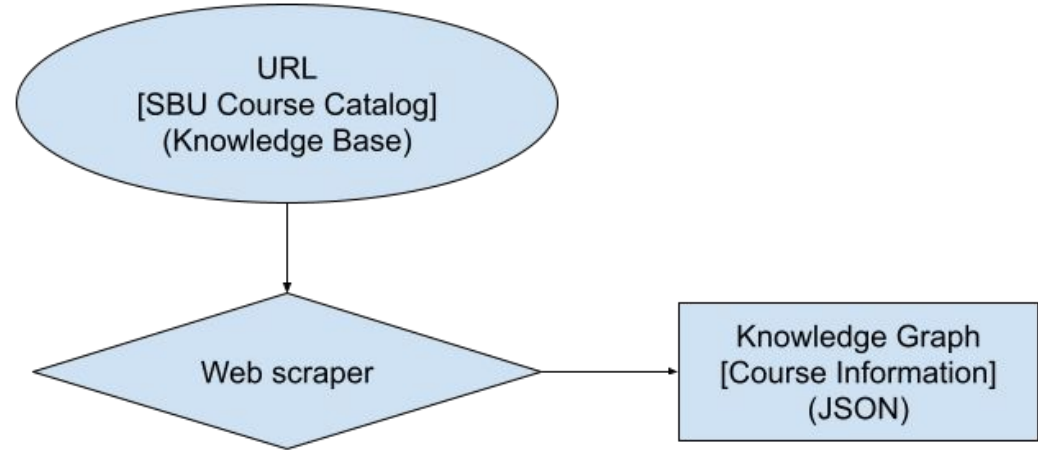 URL
[SBU Course Catalog]
(Knowledge Base)
Web scraper
Knowledge Graph
[Course Information]
(JSON)